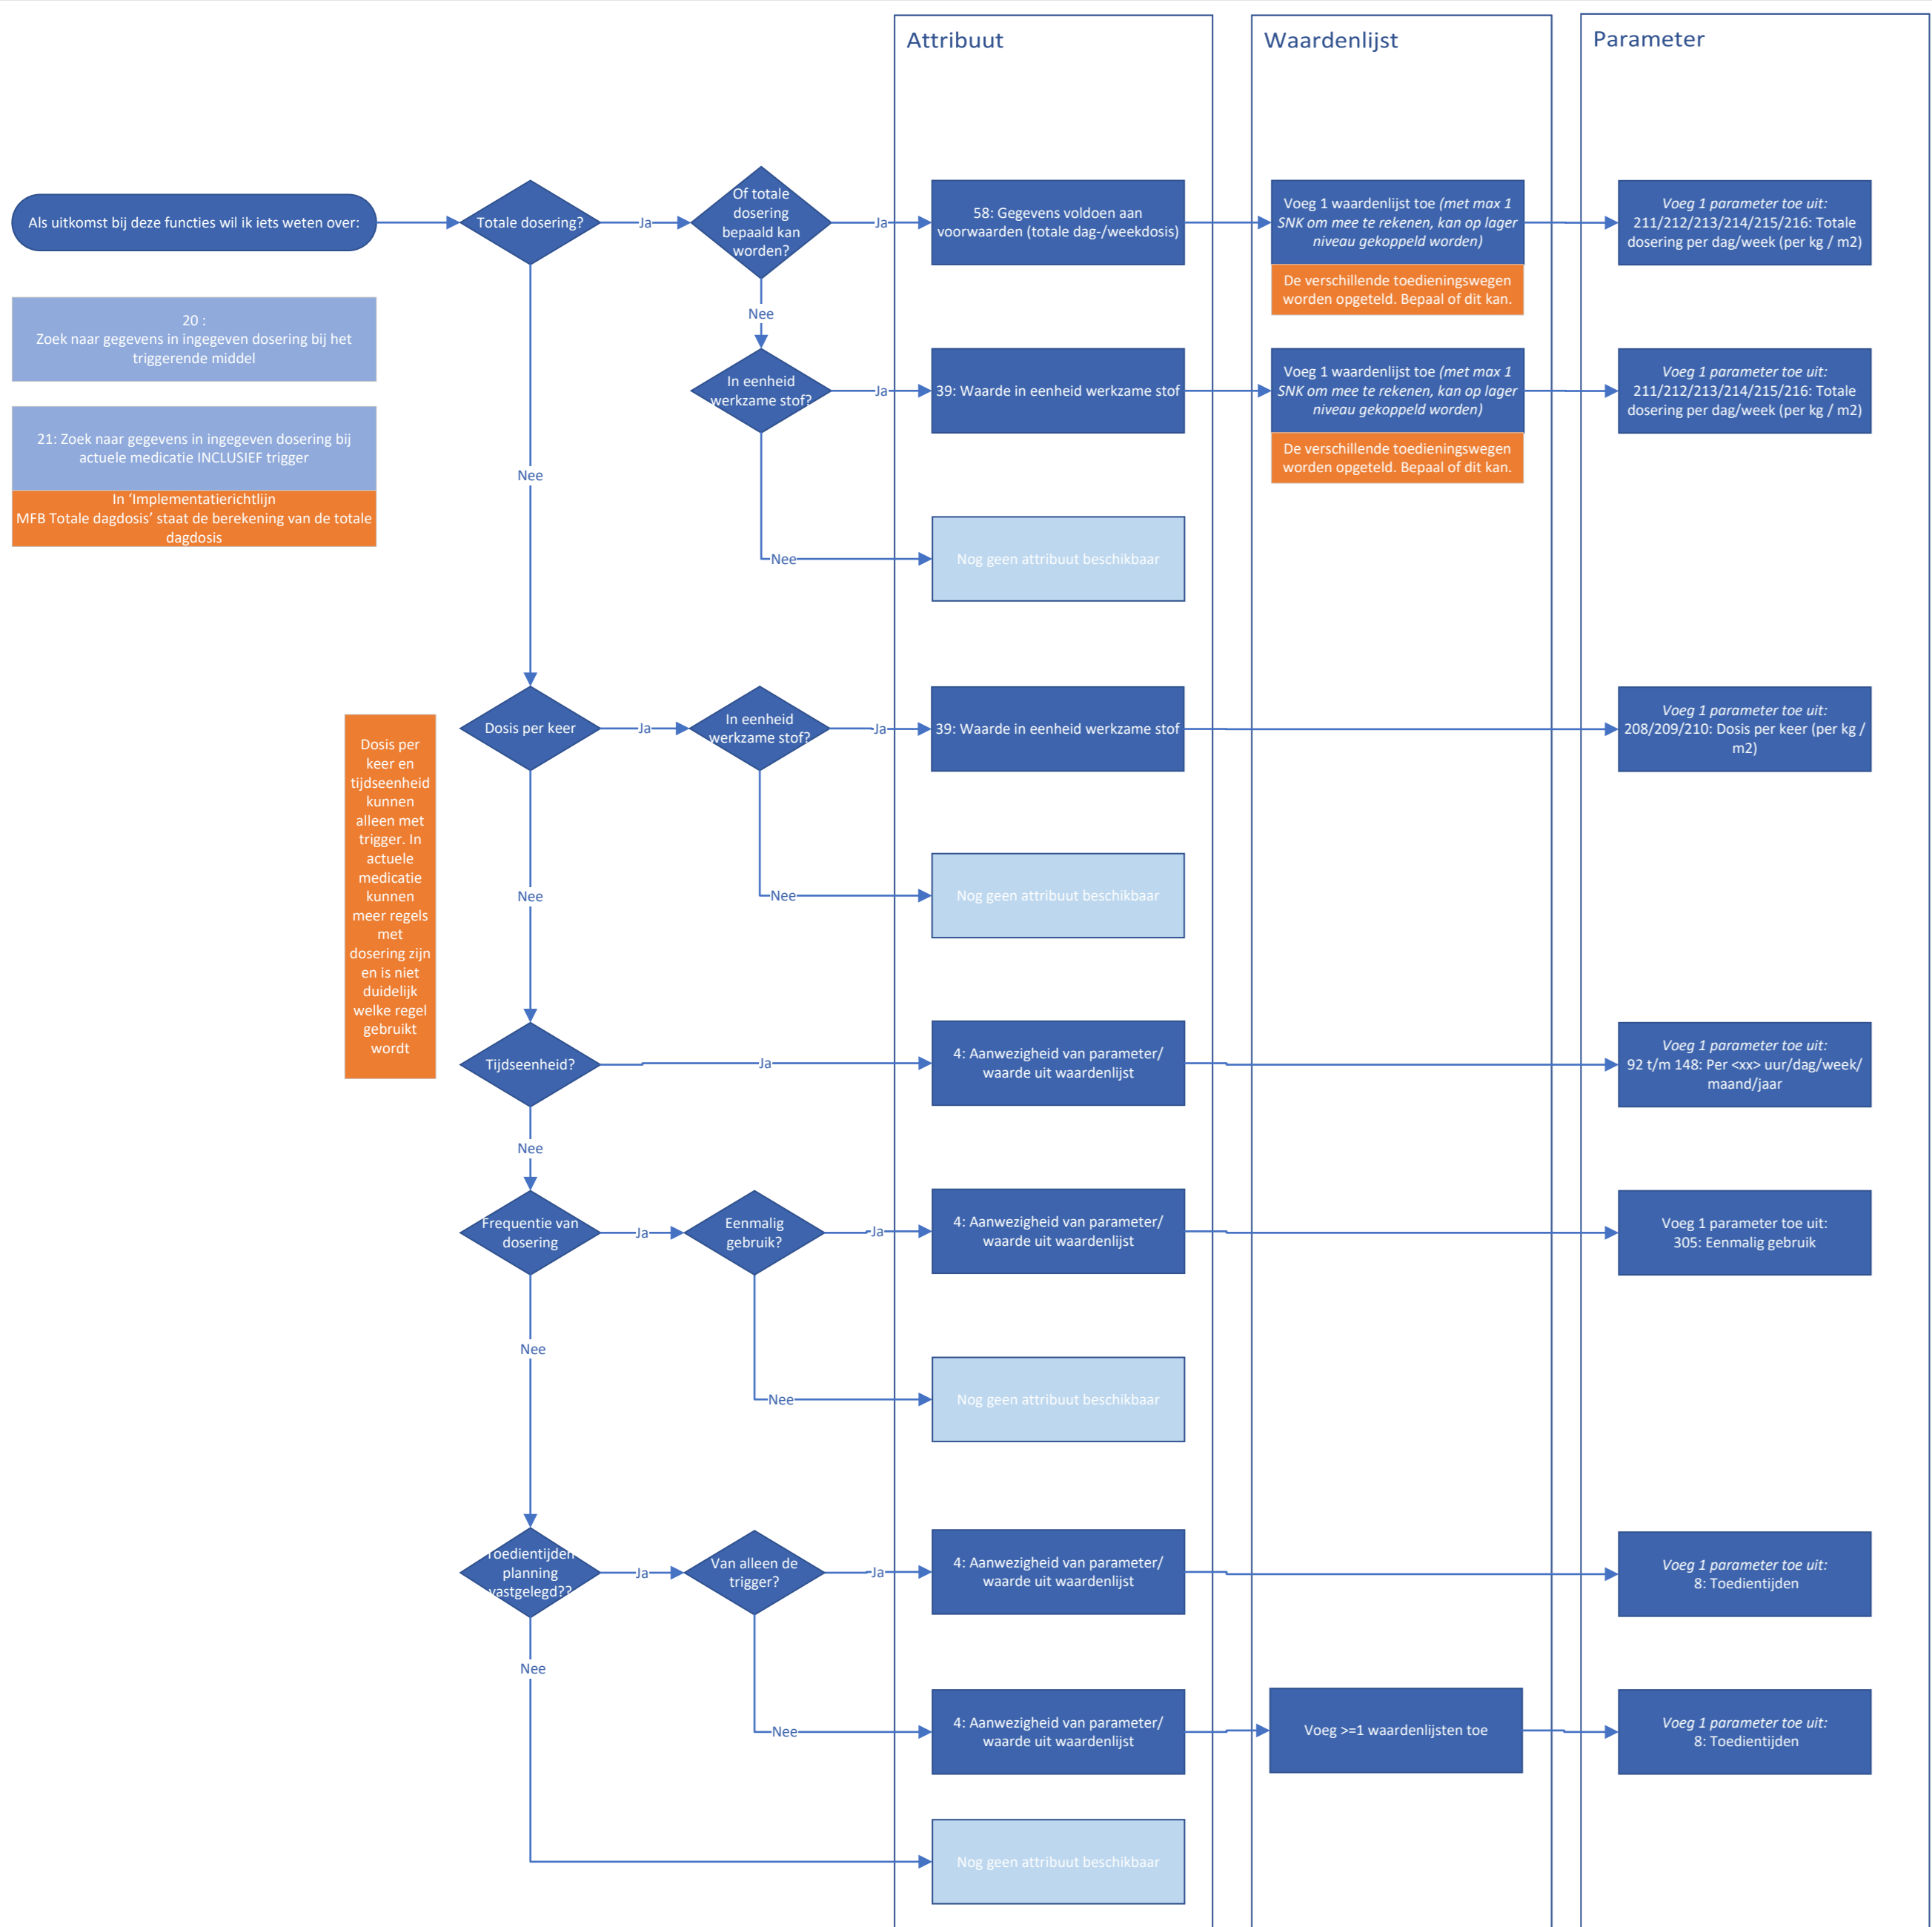 Attribuut
Waardenlijst
Parameter
Als uitkomst bij deze functies wil ik iets weten over:
Totale dosering?
Ja
Of totale
dosering
bepaald kan
worden?
Ja
58: Gegevens voldoen aan
voorwaarden (totale dag-/weekdosis)
Voeg 1 waardenlijst toe (met max 1
SNK om mee te rekenen, kan op lager
niveau gekoppeld worden)
De verschillende toedieningswegen
worden opgeteld. Bepaal of dit kan.
Voeg 1 parameter toe uit:
211/212/213/214/215/216: Totale
dosering per dag/week (per kg / m2)
20 :
Zoek naar gegevens in ingegeven dosering bij het
triggerende middel
Nee
In eenheid
werkzame stof?
Ja
39: Waarde in eenheid werkzame stof
Voeg 1 waardenlijst toe (met max 1
SNK om mee te rekenen, kan op lager
niveau gekoppeld worden)
De verschillende toedieningswegen
worden opgeteld. Bepaal of dit kan.
Voeg 1 parameter toe uit:
211/212/213/214/215/216: Totale
dosering per dag/week (per kg / m2)
21: Zoek naar gegevens in ingegeven dosering bij
actuele medicatie INCLUSIEF trigger
In ‘Implementatierichtlijn
MFB Totale dagdosis’ staat de berekening van de totale
dagdosis
Nee
Nee
Nog geen attribuut beschikbaar
Dosis per
keer en
tijdseenheid
kunnen
alleen met
trigger. In
actuele
medicatie
kunnen
meer regels
met
dosering zijn
en is niet
duidelijk
welke regel
gebruikt
wordt
Dosis per keer
Ja
In eenheid
werkzame stof?
Ja
39: Waarde in eenheid werkzame stof
Voeg 1 parameter toe uit:
208/209/210: Dosis per keer (per kg /
m2)
Nee
Nee
Nog geen attribuut beschikbaar
Tijdseenheid?
Ja
4: Aanwezigheid van parameter/
waarde uit waardenlijst
Voeg 1 parameter toe uit:
92 t/m 148: Per <xx> uur/dag/week/
maand/jaar
Nee
Frequentie van
dosering
Ja
Eenmalig
gebruik?
Ja
4: Aanwezigheid van parameter/
waarde uit waardenlijst
Voeg 1 parameter toe uit:
305: Eenmalig gebruik
Nee
Nee
Nog geen attribuut beschikbaar
Toedientijden
planning
vastgelegd??
Ja
Van alleen de
trigger?
Ja
4: Aanwezigheid van parameter/
waarde uit waardenlijst
Voeg 1 parameter toe uit:
8: Toedientijden
Nee
Nee
4: Aanwezigheid van parameter/
waarde uit waardenlijst
Voeg >=1 waardenlijsten toe
Voeg 1 parameter toe uit:
8: Toedientijden
Nog geen attribuut beschikbaar